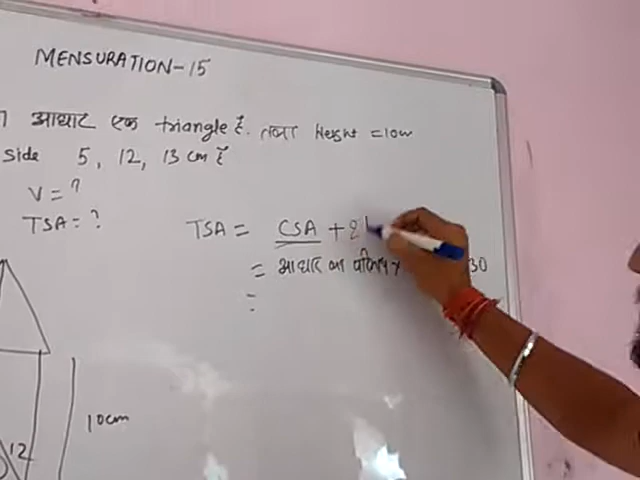 MENSURATION-15
आधार एक triangle है. तथा Height = 10cm
side 5, 12, 13 cm है
V = ?
TSA = ?
TSA = CSA + 2
= आधार का परिमाप × 30
=
10cm
12